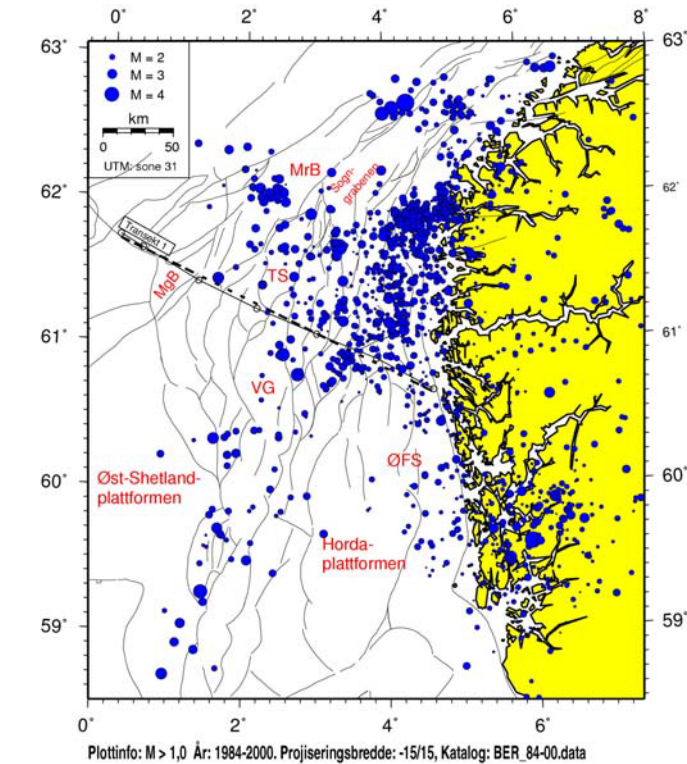 0° 2° 4° 6° 8°
63° 63°
M = 2
M = 3
M = 4
km
0 50
UTM: sone 31
MrB
Sogn-
grabenen
62° 62°
Transekt 1
MgB
TS
61° 61°
VG
ØFS
60° 60°
Øst-Shetland-
plattformen
Horda-
plattformen
59° 59°
0° 2° 4° 6°
Plottinfo: M > 1,0 År: 1984-2000. Projiseringsbredde: -15/15, Katalog: BER_84-00.data